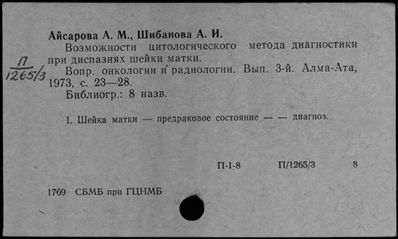 Айсарова А. М., Шибанова А. И.
Возможности цитологического метода диагностики
при диспазиях шейки матки.
П
1265/3
Вопр. онкологии и радиологии. Вып. 3-й. Алма-Ата,
1973, с. 23—28.
Библиогр.: 8 назв.
1. Шейка матки — предраковое состояние — — диагноз.
П-1-8 П/1265/3 8
1769 СБМБ при ГЦНМБ